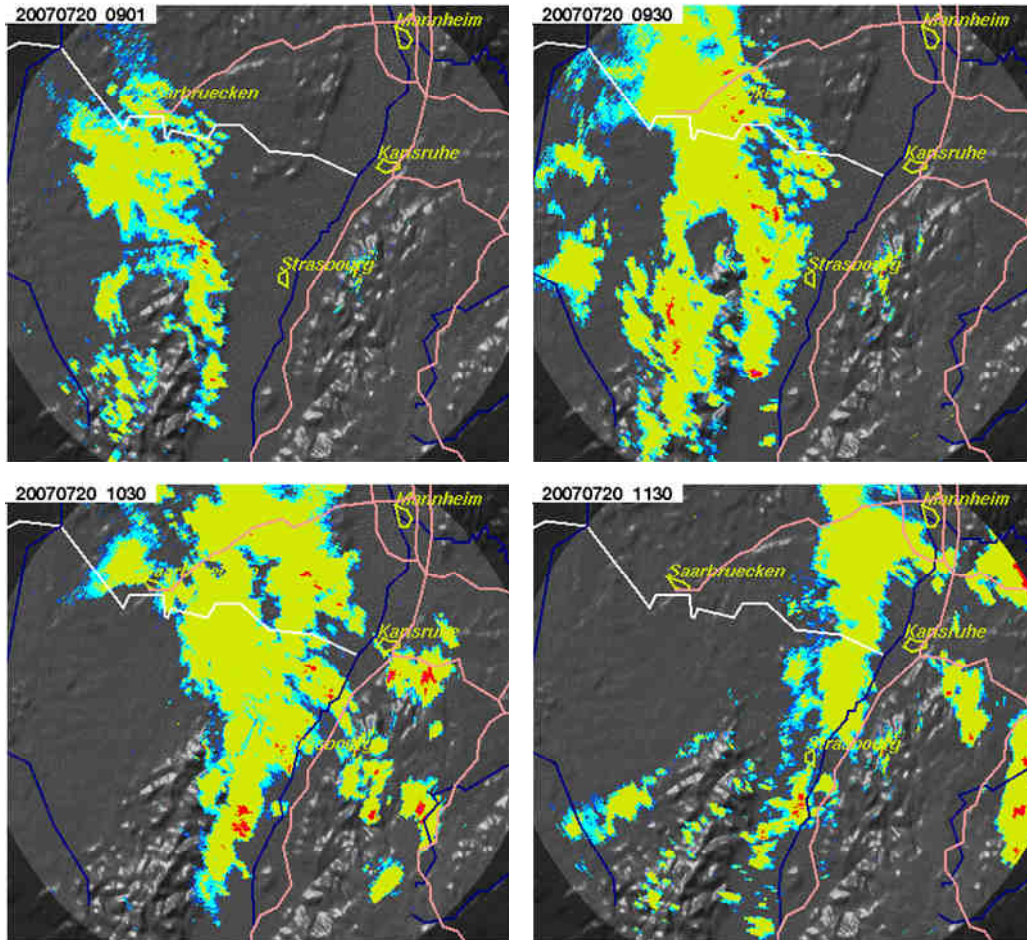 20070720 0901
Mannheim
aarbruecken
Karlsruhe
Strasbourg
20070720 0930
Mannheim
Karlsruhe
Strasbourg
20070720 1030
Mannheim
Karlsruhe
20070720 1130
Mannheim
Saarbruecken
Karlsruhe
Strasbourg